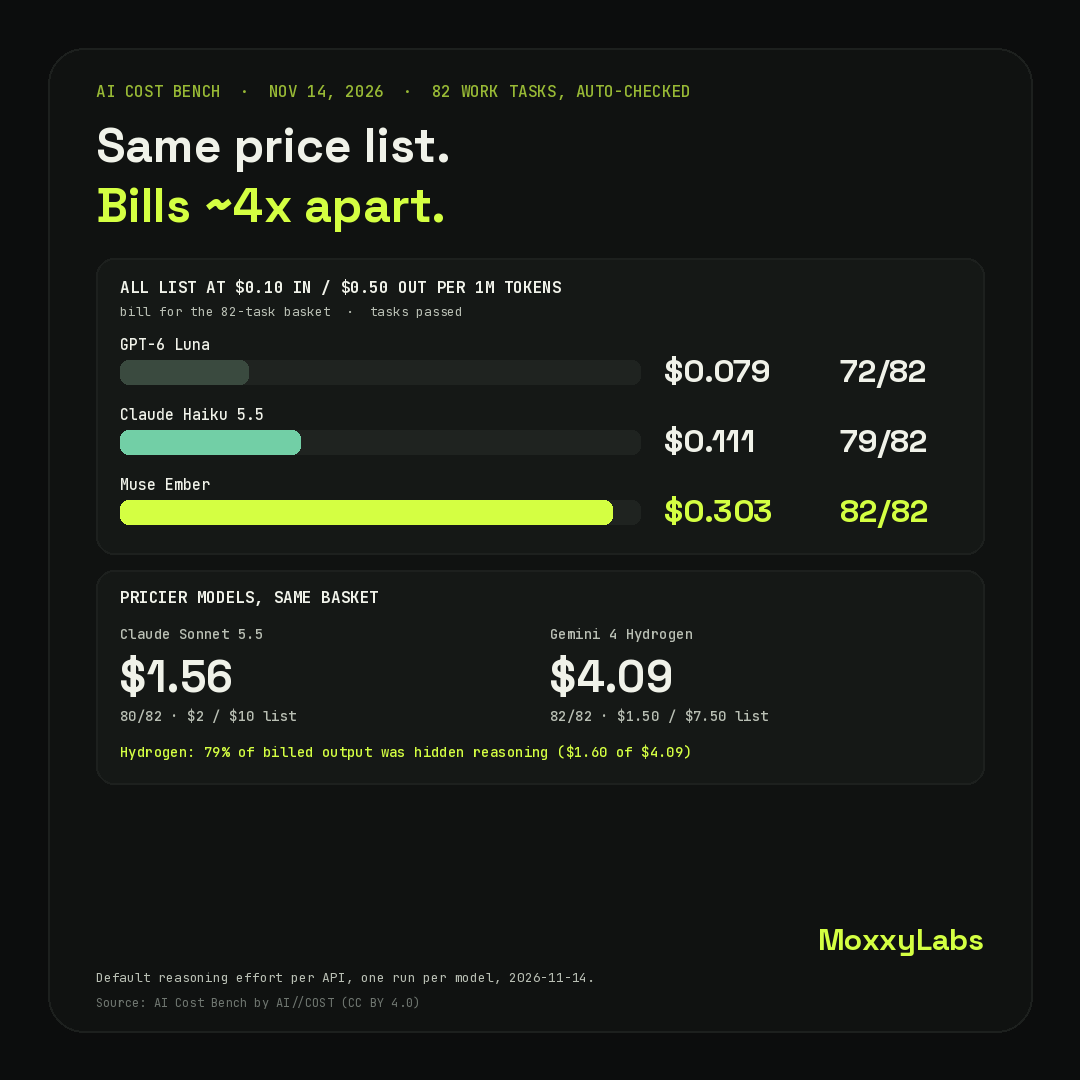 AI COST BENCH · NOV 14, 2026 · 82 WORK TASKS, AUTO-CHECKED
Same price list.
Bills ~4x apart.
ALL LIST AT $0.10 IN / $0.50 OUT PER 1M TOKENS
bill for the 82-task basket · tasks passed
GPT-6 Luna
$0.079 72/82
Claude Haiku 5.5
$0.111 79/82
Muse Ember
$0.303 82/82
PRICIER MODELS, SAME BASKET
Claude Sonnet 5.5 Gemini 4 Hydrogen
$1.56 $4.09
80/82 · $2 / $10 list 82/82 · $1.50 / $7.50 list
Hydrogen: 79% of billed output was hidden reasoning ($1.60 of $4.09)
MoxxyLabs
Default reasoning effort per API, one run per model, 2026-11-14.
Source: AI Cost Bench by AI//COST (CC BY 4.0)